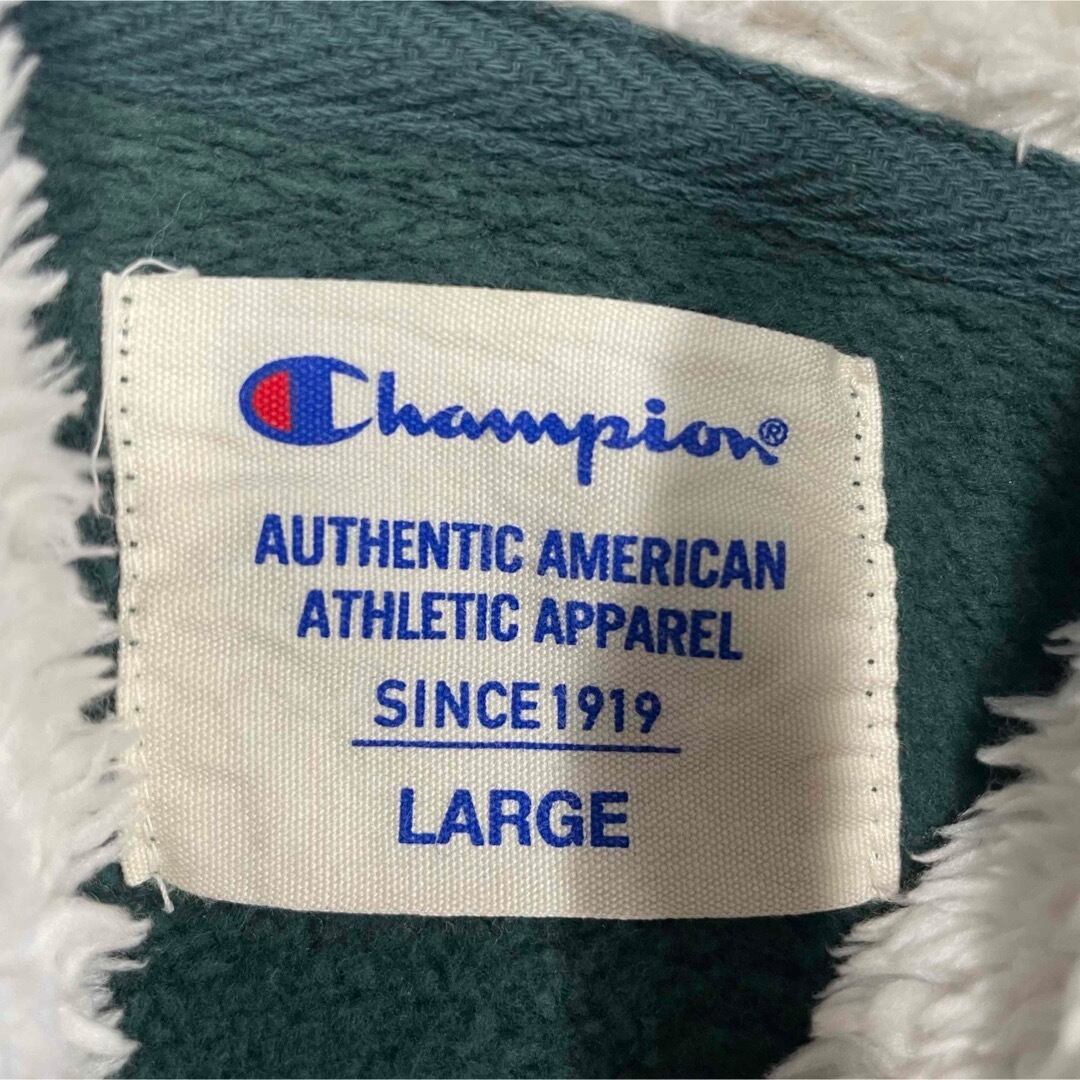 Champion®
AUTHENTIC AMERICAN
ATHLETIC APPAREL
SINCE 1919
LARGE